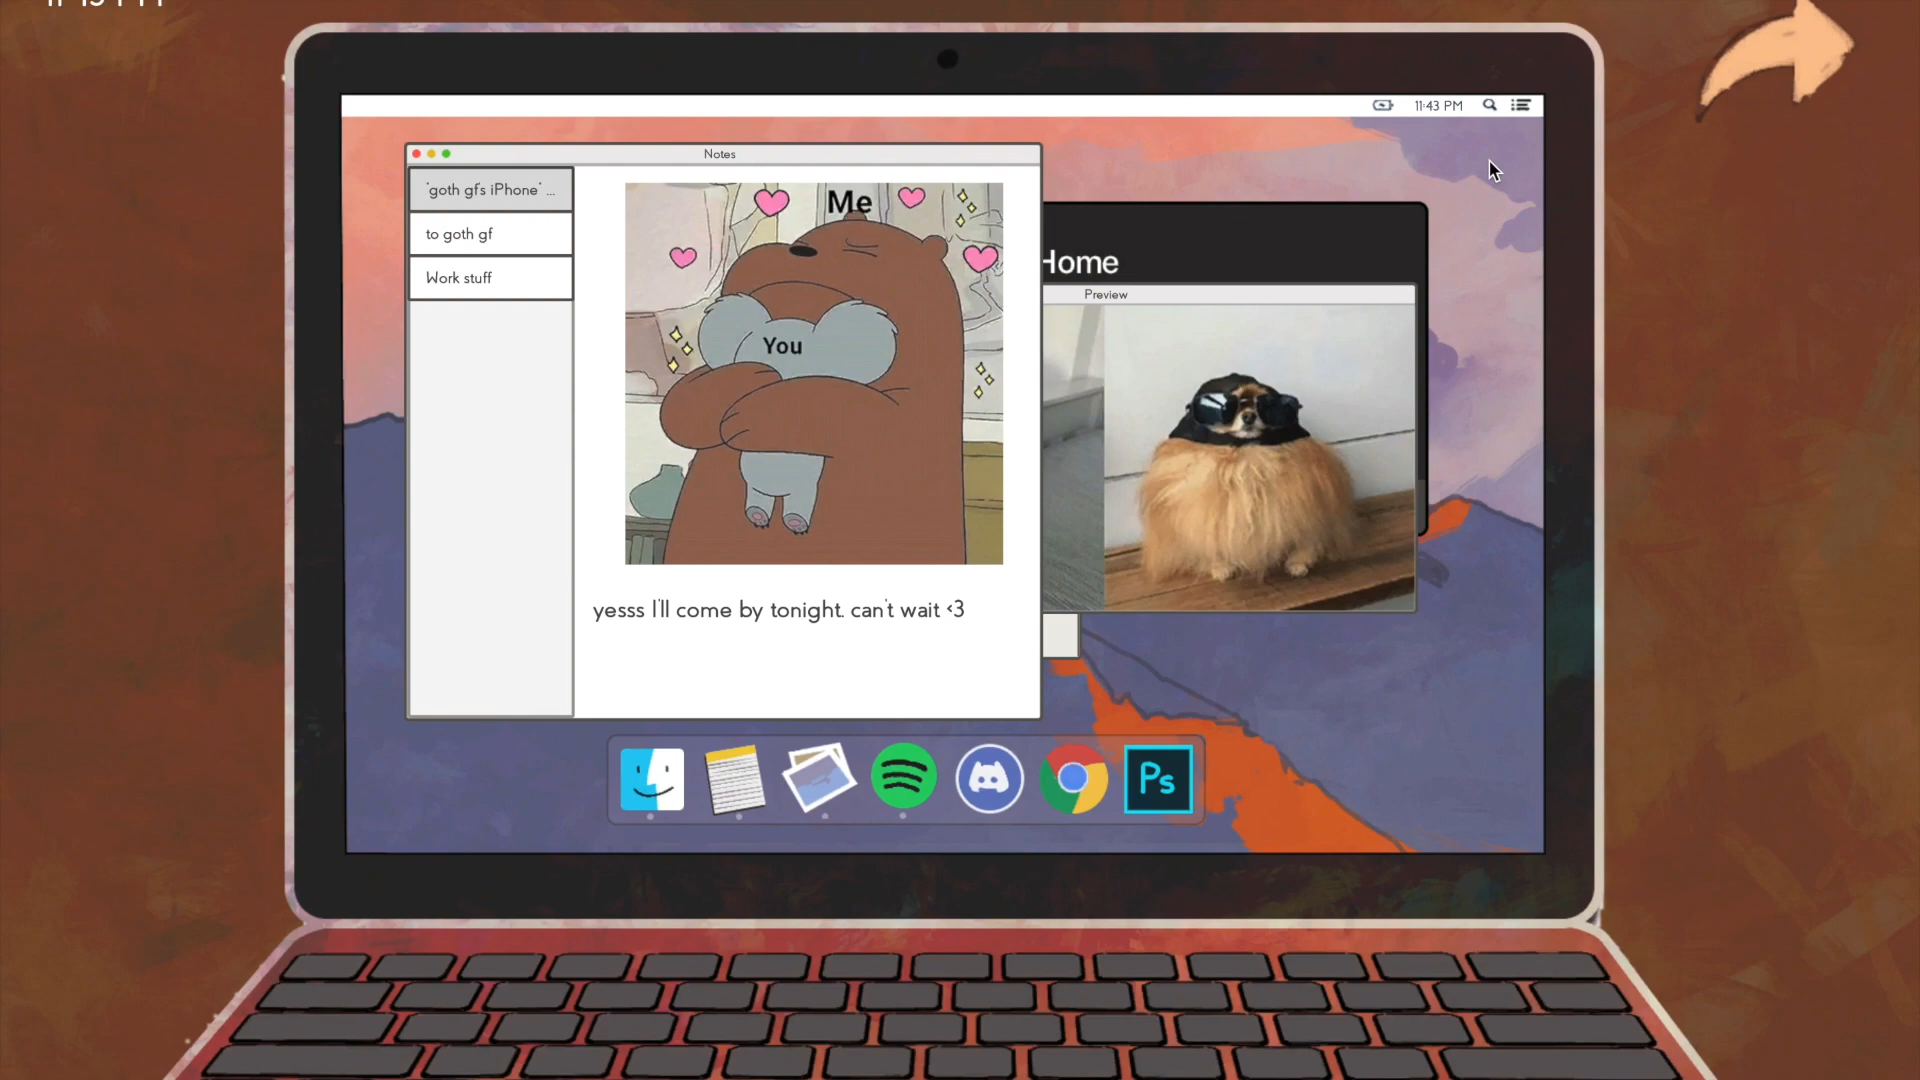 11:43 PM
Notes
'goth gf's iPhone' ...
to goth gf
Work stuff
Me
You
yesss I'll come by tonight. can't wait <3
Home
Preview
Ps